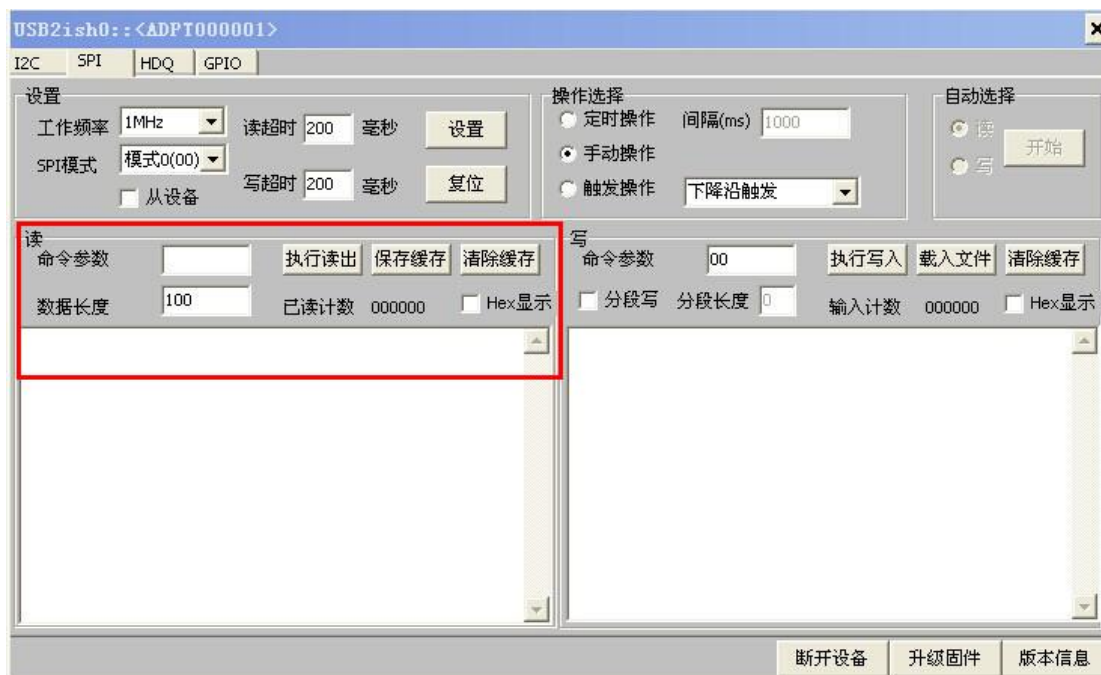 USB2ish0::<ADPT000001>
I2C SPI HDQ GPIO
设置
工作频率 1MHz 读超时 200 毫秒 设置
SPI模式 模式0(00)
从设备 写超时 200 毫秒 复位
操作选择
定时操作 间隔(ms) 1000
手动操作
触发操作 下降沿触发
自动选择
读
写
开始
读
命令参数 执行读出 保存缓存 清除缓存
数据长度 100 已读计数 000000 Hex显示
写
命令参数 00 执行写入 载入文件 清除缓存
分段写 分段长度 0 输入计数 000000 Hex显示
断开设备 升级固件 版本信息